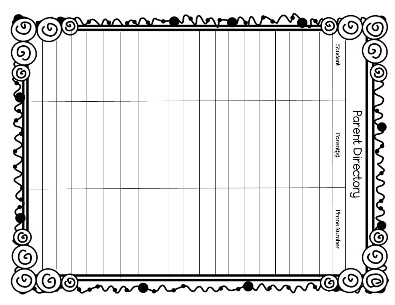 Parent Directory
Student
Parent(s)
Phone Number